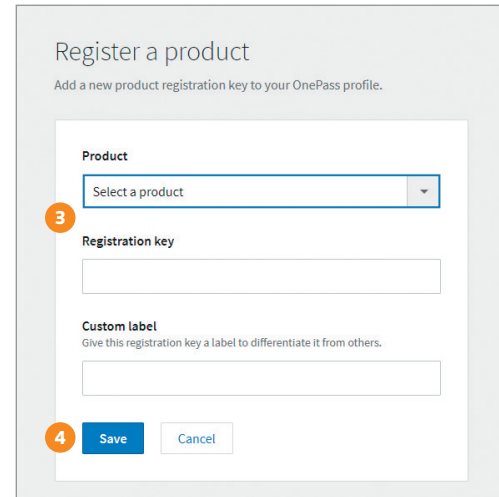 Register a product
Add a new product registration key to your OnePass profile.
Product
Select a product
3
Registration key
Custom label
Give this registration key a label to differentiate it from others.
4 Save Cancel